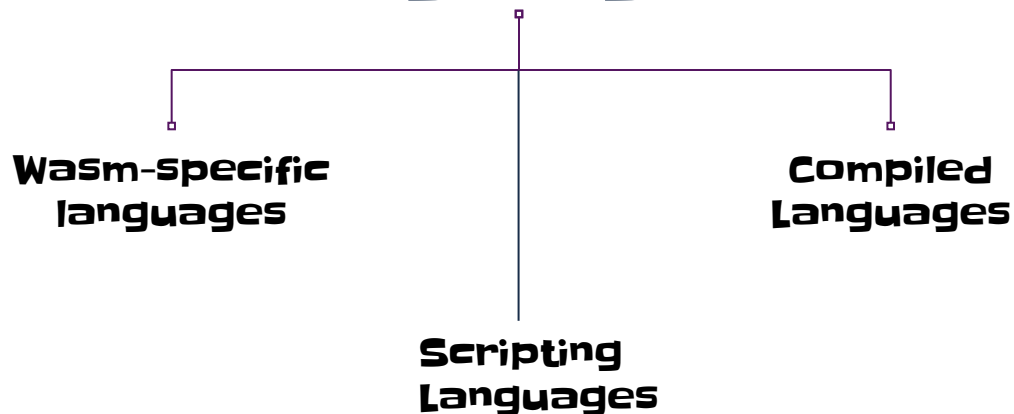 Wasm-specific
languages
Compiled
Languages
Scripting
Languages